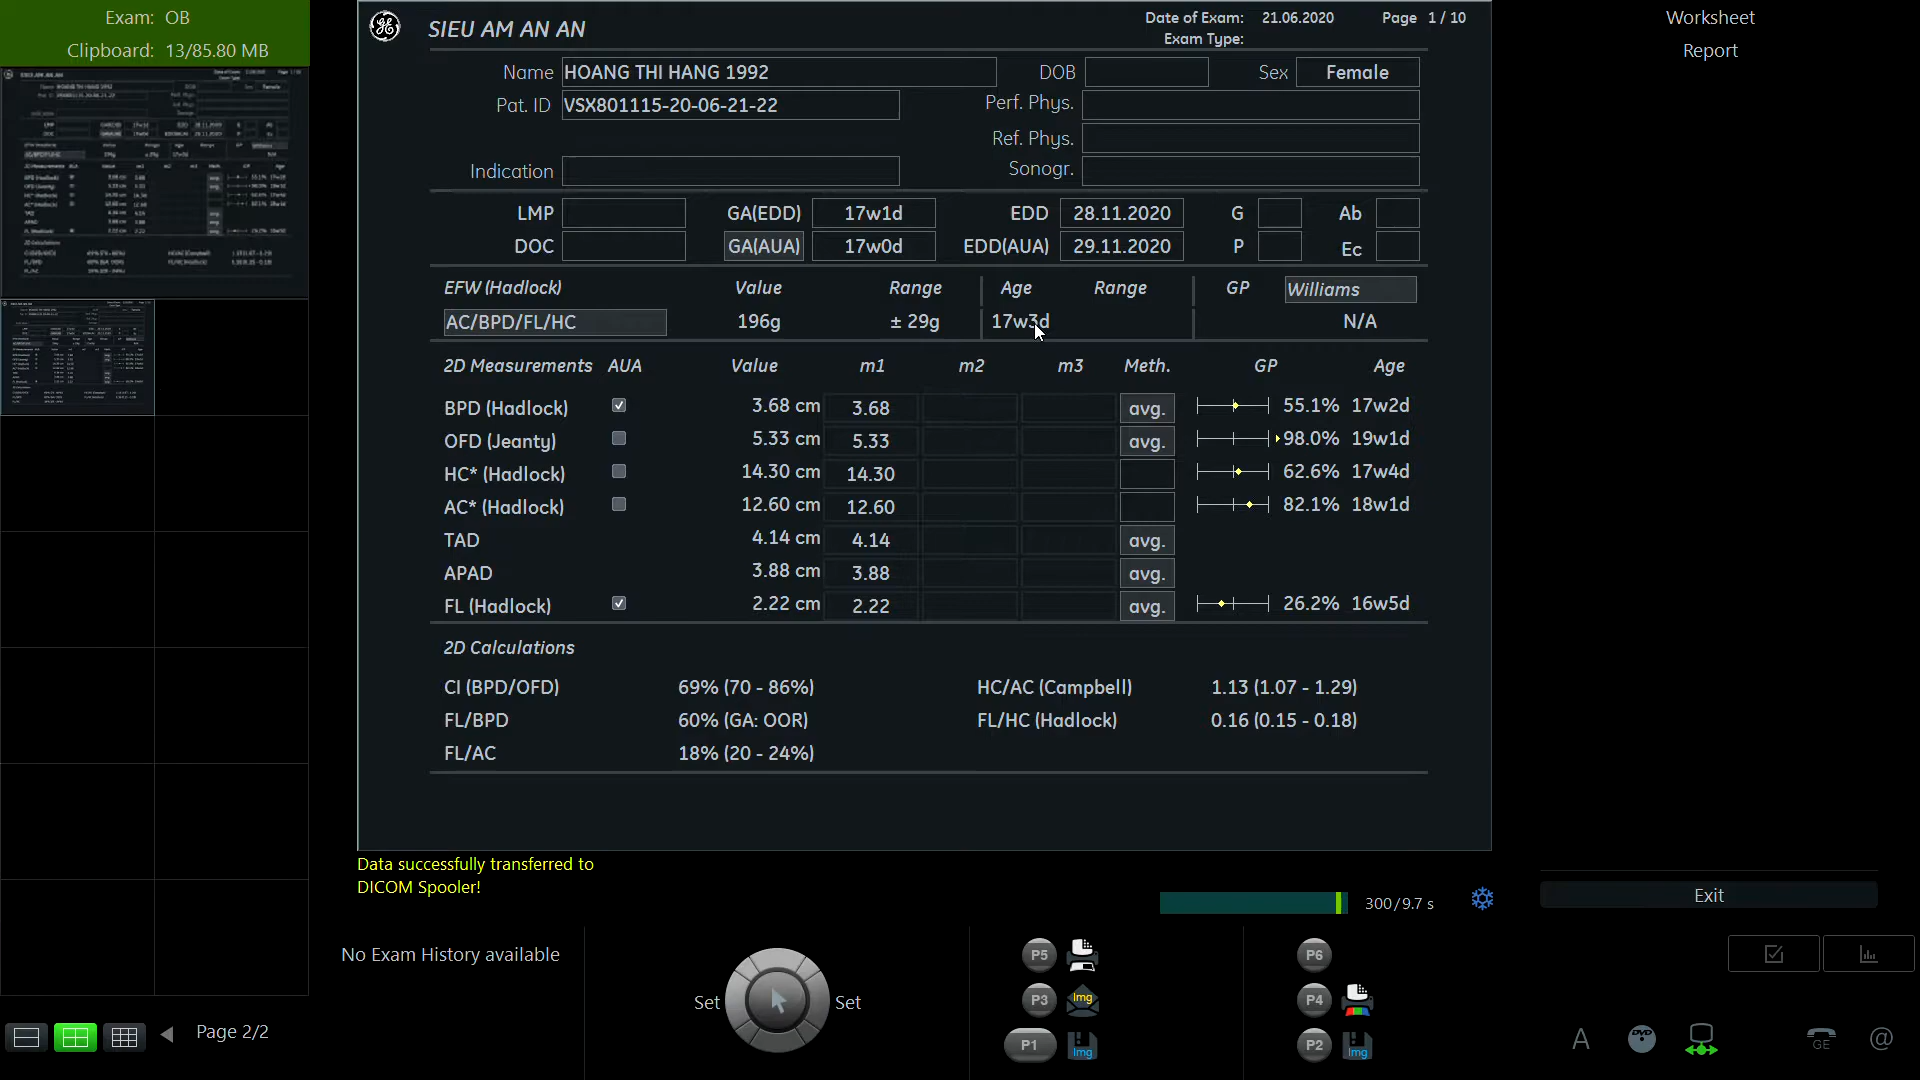 Exam: OB
Clipboard: 13/85.80 MB
SIEU AM AN AN
Date of Exam: 21.06.2020 Page 1 / 10
Exam Type:
Name HOANG THI HANG 1992 DOB Sex Female
Pat. ID VSX801115-20-06-21-22 Perf. Phys.
Ref. Phys.
Indication Sonogr.
LMP GA(EDD) 17w1d EDD 28.11.2020 G Ab
DOC GA(AUA) 17w0d EDD(AUA) 29.11.2020 P Ec
EFW (Hadlock) Value Range Age Range GP Williams
AC/BPD/FL/HC 196g ± 29g 17w3d N/A
2D Measurements AUA Value m1 m2 m3 Meth. GP Age
BPD (Hadlock) 3.68 cm 3.68 avg. 55.1% 17w2d
OFD (Jeanty) 5.33 cm 5.33 avg. 98.0% 19w1d
HC* (Hadlock) 14.30 cm 14.30 62.6% 17w4d
AC* (Hadlock) 12.60 cm 12.60 82.1% 18w1d
TAD 4.14 cm 4.14 avg.
APAD 3.88 cm 3.88 avg.
FL (Hadlock) 2.22 cm 2.22 avg. 26.2% 16w5d
2D Calculations
CI (BPD/OFD) 69% (70 - 86%) HC/AC (Campbell) 1.13 (1.07 - 1.29)
FL/BPD 60% (GA: OOR) FL/HC (Hadlock) 0.16 (0.15 - 0.18)
FL/AC 18% (20 - 24%)
Worksheet
Report
Data successfully transferred to
DICOM Spooler!
300/9.7 s
Exit
No Exam History available
Set Set
P5
P3 Img
P1 Img
P6
P4
P2 Img
Page 2/2
A DVD GE @